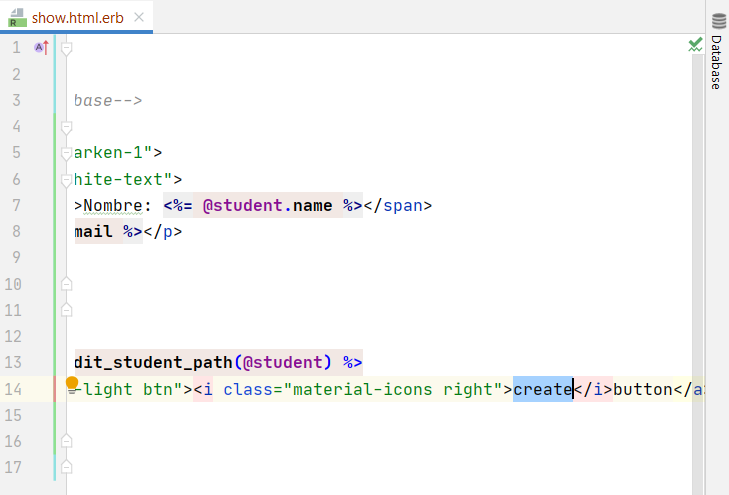 show.html.erb
Database
1
2
3 base-->
4
5 arken-1">
6 hite-text">
7 >Nombre: <%= @student.name %></span>
8 mail %></p>
9
10
11
12
13 dit_student_path(@student) %>
14 -light btn"><i class="material-icons right">create</i>button</a
15
16
17